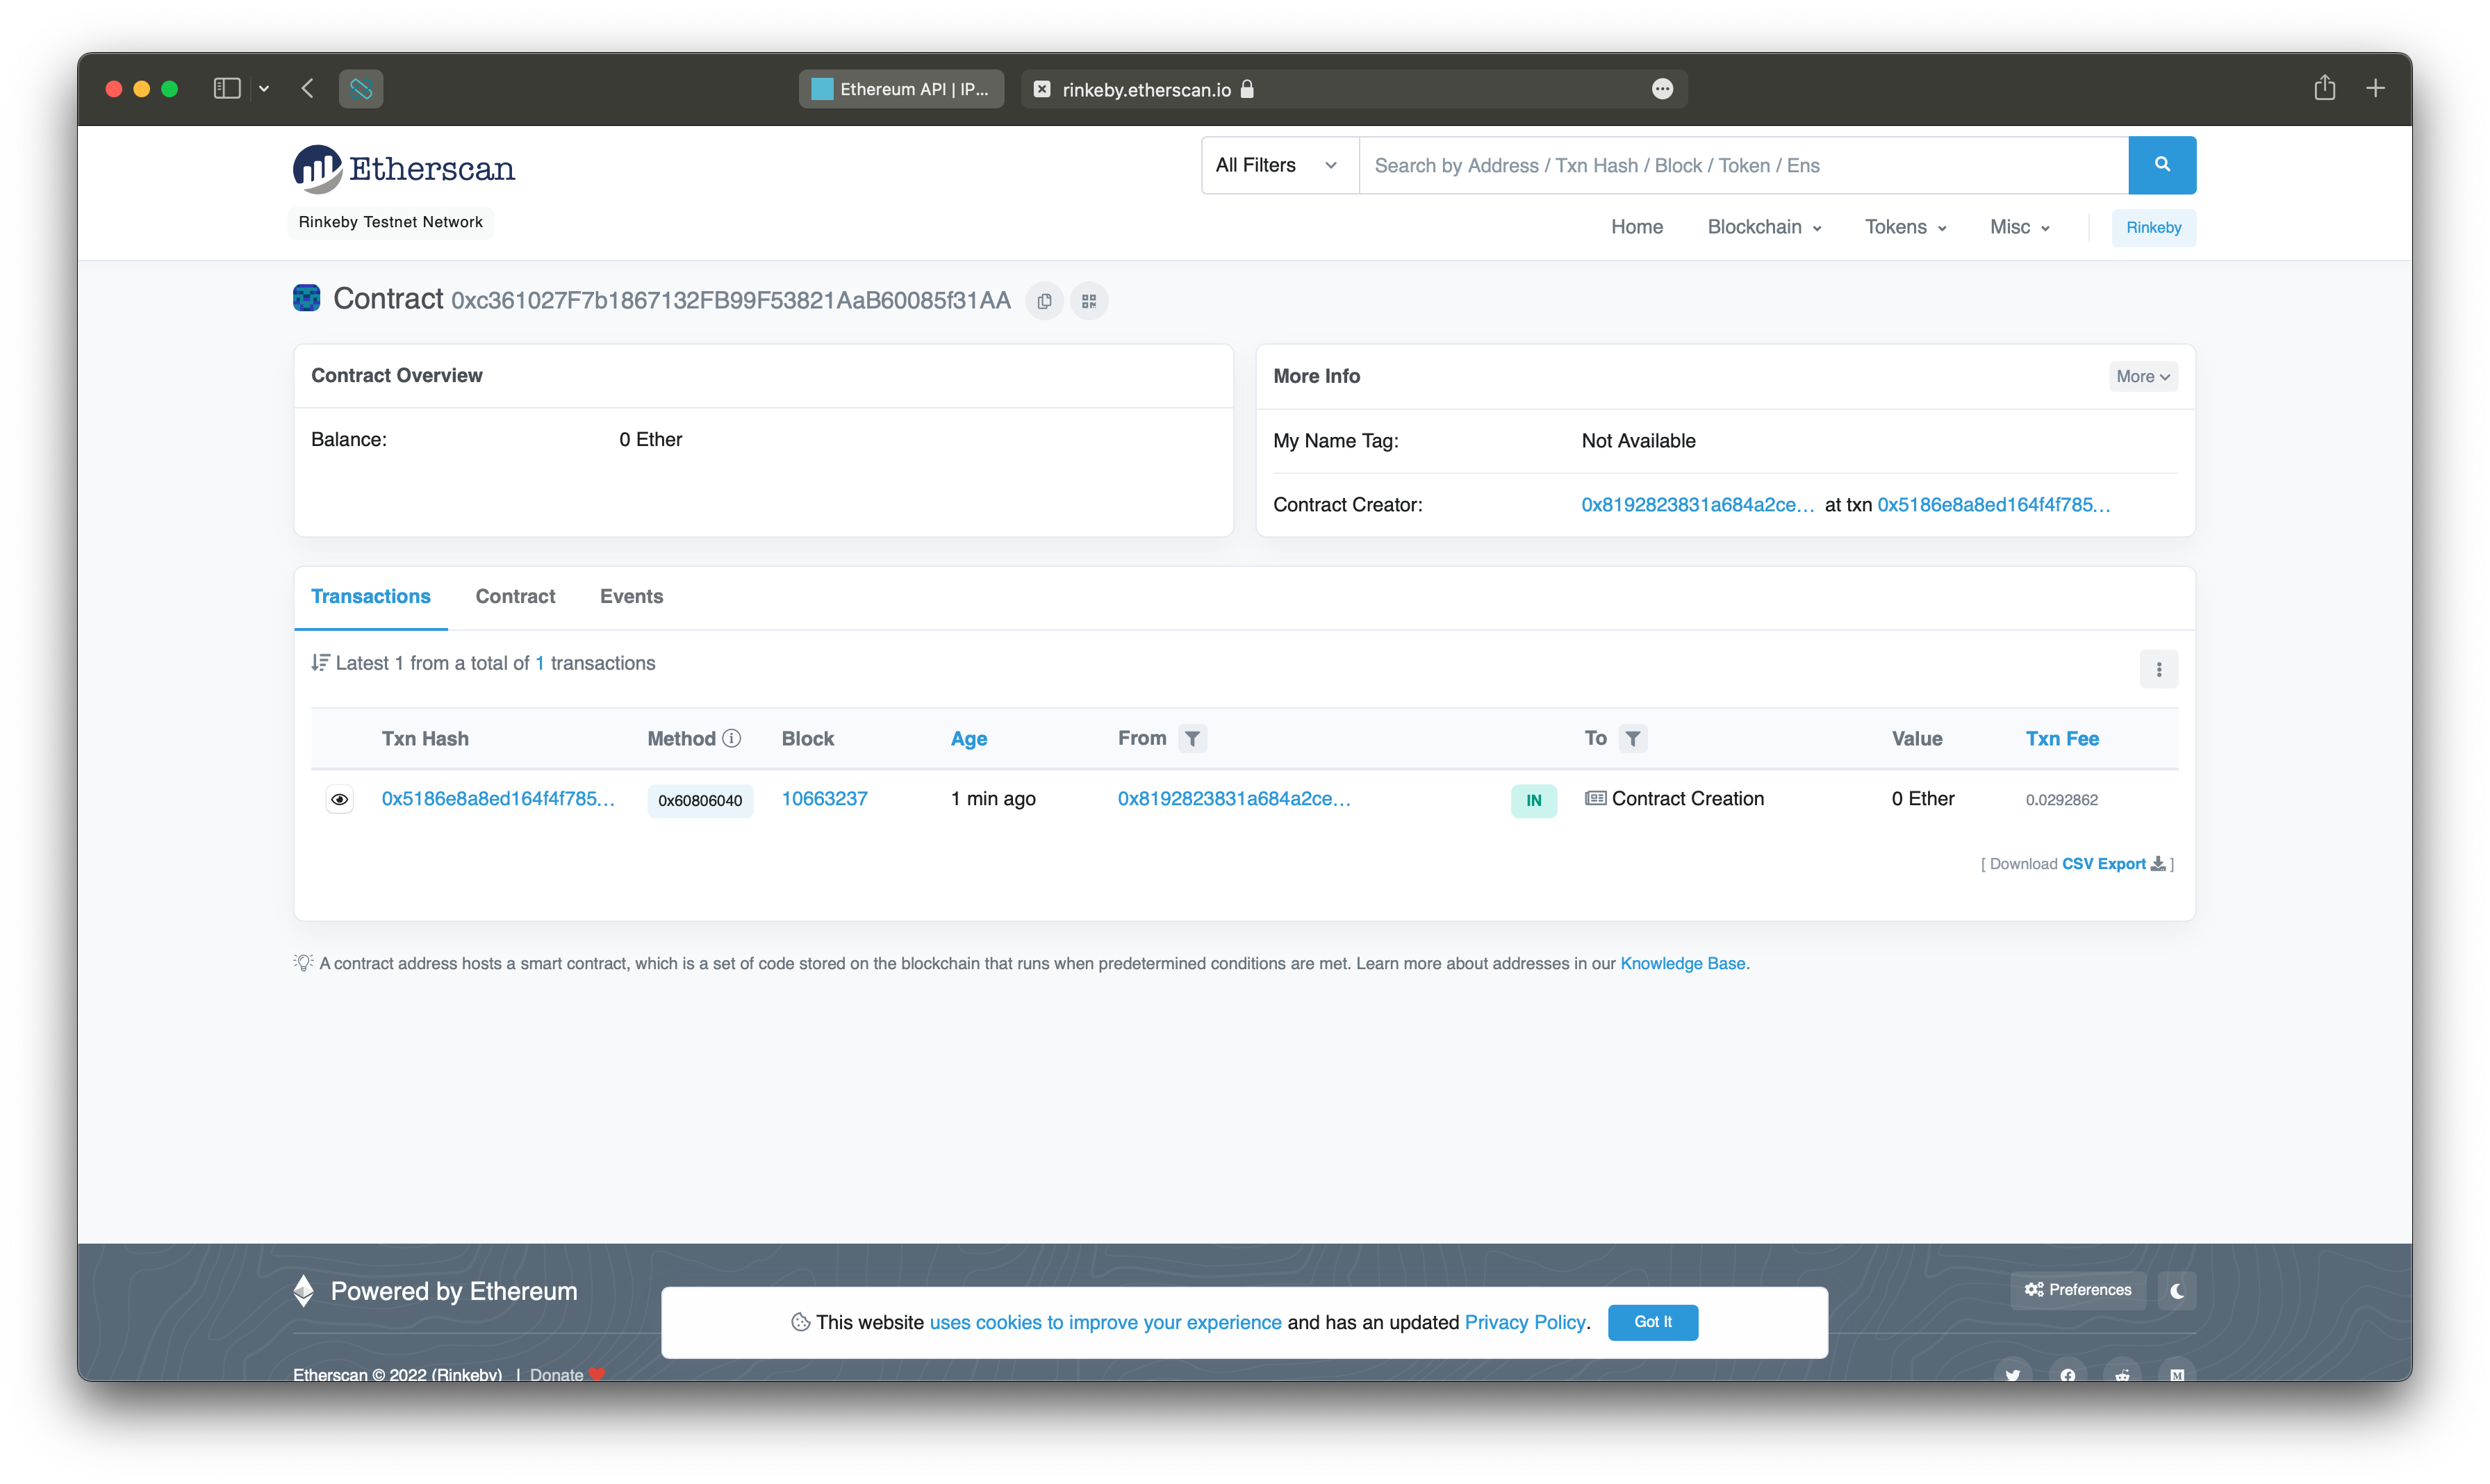 Ethereum API | IP...
rinkeby.etherscan.io
Etherscan
All Filters
Search by Address / Txn Hash / Block / Token / Ens
Rinkeby Testnet Network
Home Blockchain Tokens Misc Rinkeby
Contract 0xc361027F7b1867132FB99F53821AaB60085f31AA
Contract Overview
Balance: 0 Ether
More Info
More
My Name Tag: Not Available
Contract Creator: 0x8192823831a684a2ce... at txn 0x5186e8a8ed164f4f785...
Transactions Contract Events
Latest 1 from a total of 1 transactions
Txn Hash Method Block Age From To Value Txn Fee
0x5186e8a8ed164f4f785... 0x60806040 10663237 1 min ago 0x8192823831a684a2ce... IN Contract Creation 0 Ether 0.0292862
[ Download CSV Export ]
A contract address hosts a smart contract, which is a set of code stored on the blockchain that runs when predetermined conditions are met. Learn more about addresses in our Knowledge Base.
Powered by Ethereum
Preferences
This website uses cookies to improve your experience and has an updated Privacy Policy. Got It
Etherscan © 2022 (Rinkeby) | Donate